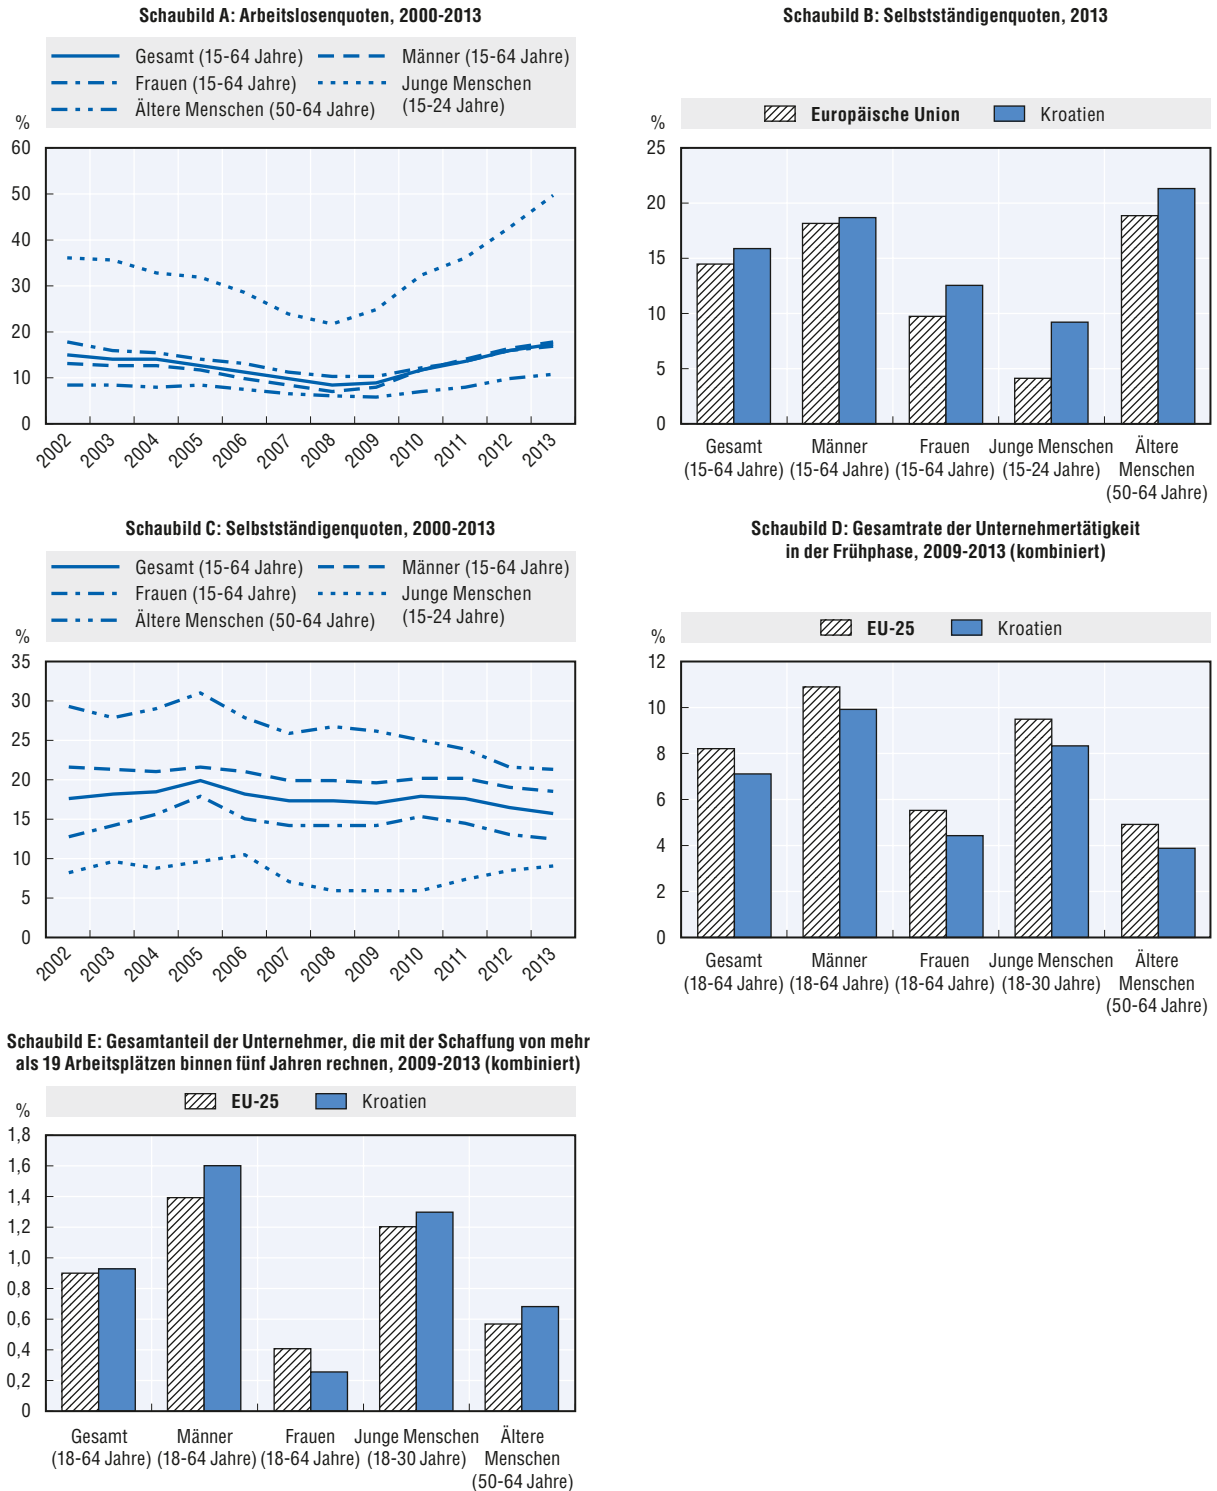 Schaubild A: Arbeitslosenquoten, 2000-2013
Gesamt (15-64 Jahre)
Männer (15-64 Jahre)
Frauen (15-64 Jahre)
Junge Menschen
(15-24 Jahre)
Ältere Menschen (50-64 Jahre)
%
60
50
40
30
20
10
0
2002
2003
2004
2005
2006
2007
2008
2009
2010
2011
2012
2013
Schaubild B: Selbstständigenquoten, 2013
Europäische Union
Kroatien
%
25
20
15
10
5
0
Gesamt
(15-64 Jahre)
Männer
(15-64 Jahre)
Frauen
(15-64 Jahre)
Junge Menschen
(15-24 Jahre)
Ältere
Menschen
(50-64 Jahre)
Schaubild C: Selbstständigenquoten, 2000-2013
Gesamt (15-64 Jahre)
Männer (15-64 Jahre)
Frauen (15-64 Jahre)
Junge Menschen
(15-24 Jahre)
Ältere Menschen (50-64 Jahre)
%
35
30
25
20
15
10
5
0
2002
2003
2004
2005
2006
2007
2008
2009
2010
2011
2012
2013
Schaubild D: Gesamtrate der Unternehmertätigkeit
in der Frühphase, 2009-2013 (kombiniert)
EU-25
Kroatien
%
12
10
8
6
4
2
0
Gesamt
(18-64 Jahre)
Männer
(18-64 Jahre)
Frauen
(18-64 Jahre)
Junge Menschen
(18-30 Jahre)
Ältere
Menschen
(50-64 Jahre)
Schaubild E: Gesamtanteil der Unternehmer, die mit der Schaffung von mehr
als 19 Arbeitsplätzen binnen fünf Jahren rechnen, 2009-2013 (kombiniert)
EU-25
Kroatien
%
1,8
1,6
1,4
1,2
1,0
0,8
0,6
0,4
0,2
0
Gesamt
(18-64 Jahre)
Männer
(18-64 Jahre)
Frauen
(18-64 Jahre)
Junge Menschen
(18-30 Jahre)
Ältere
Menschen
(50-64 Jahre)